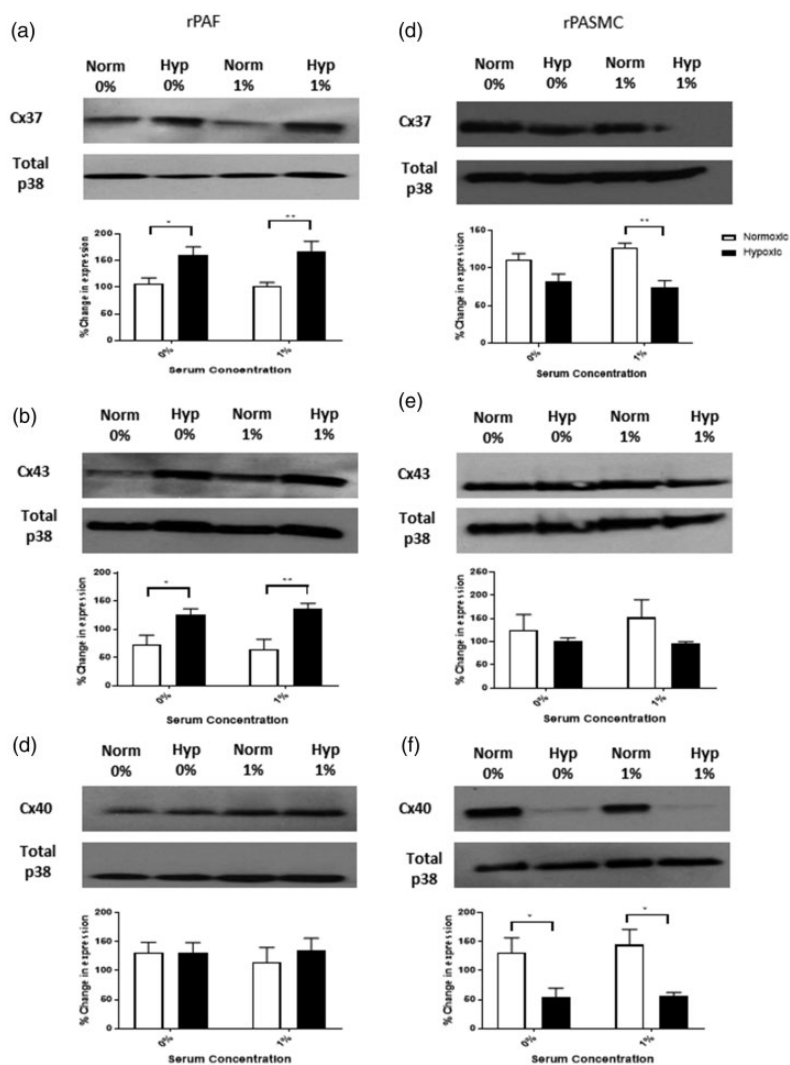 rPAF
(a)
Norm Hyp Norm Hyp
0% 0% 1% 1%
Cx37
Total
p38
% Change in expression
200
150
100
50
0
* **
0% 1%
Serum Concentration
(b)
Norm Hyp Norm Hyp
0% 0% 1% 1%
Cx43
Total
p38
% Change in expression
200
150
100
50
0
* **
0% 1%
Serum Concentration
(d)
Norm Hyp Norm Hyp
0% 0% 1% 1%
Cx40
Total
p38
% Change in expression
200
150
100
50
0
0% 1%
Serum Concentration
rPASMC
(d)
Norm Hyp Norm Hyp
0% 0% 1% 1%
Cx37
Total
p38
% Change in expression
150
100
50
0
**
0% 1%
Serum Concentration
Normoxic
Hypoxic
(e)
Norm Hyp Norm Hyp
0% 0% 1% 1%
Cx43
Total
p38
% Change in expression
250
200
150
100
50
0
0% 1%
Serum Concentration
(f)
Norm Hyp Norm Hyp
0% 0% 1% 1%
Cx40
Total
p38
% Change in expression
200
150
100
50
0
* *
0% 1%
Serum Concentration